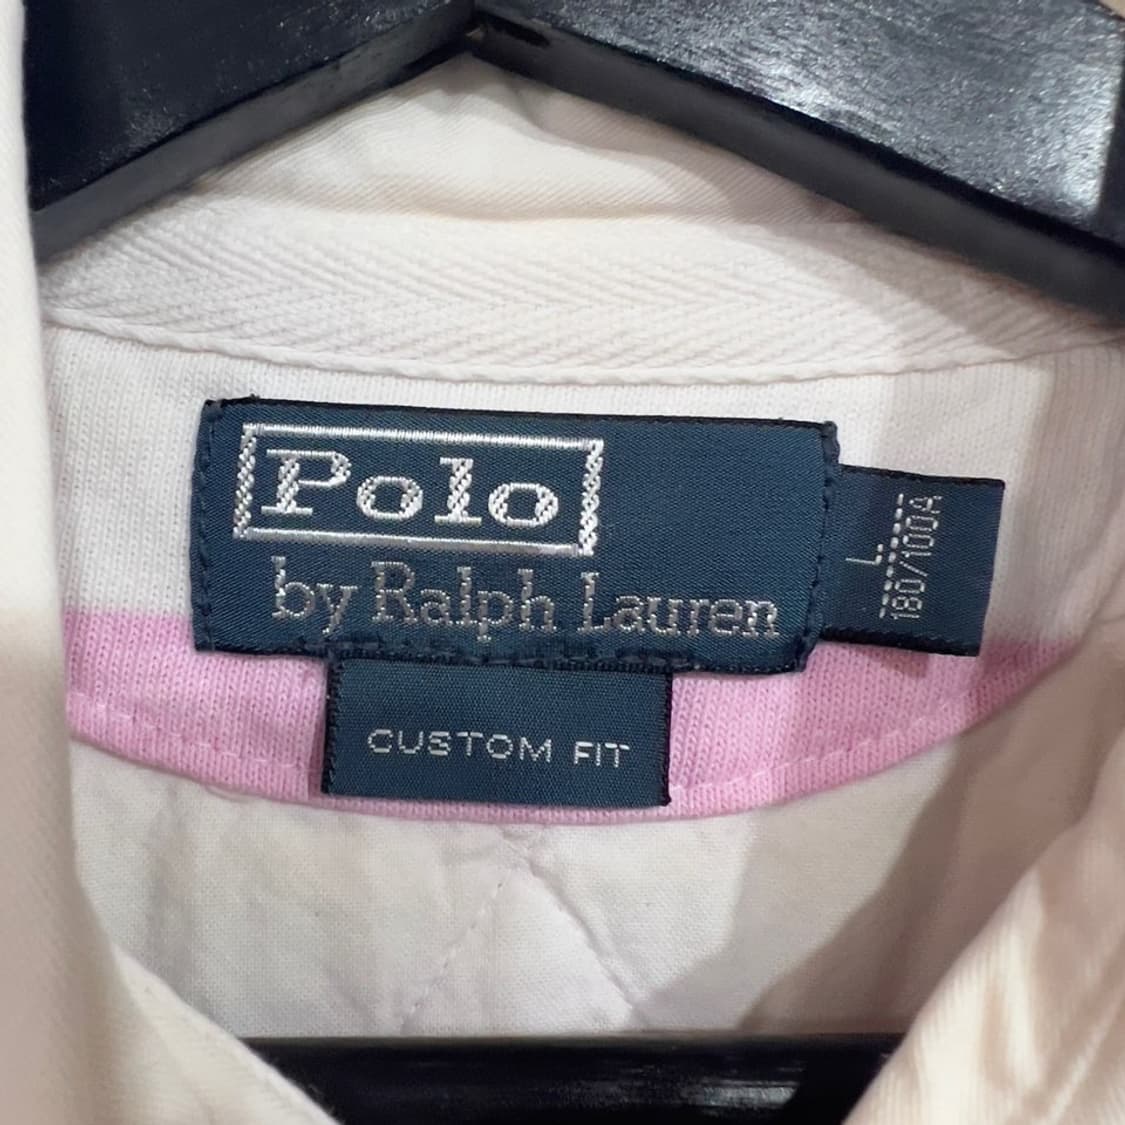 Polo
by Ralph Lauren
L
180/100A
CUSTOM FIT